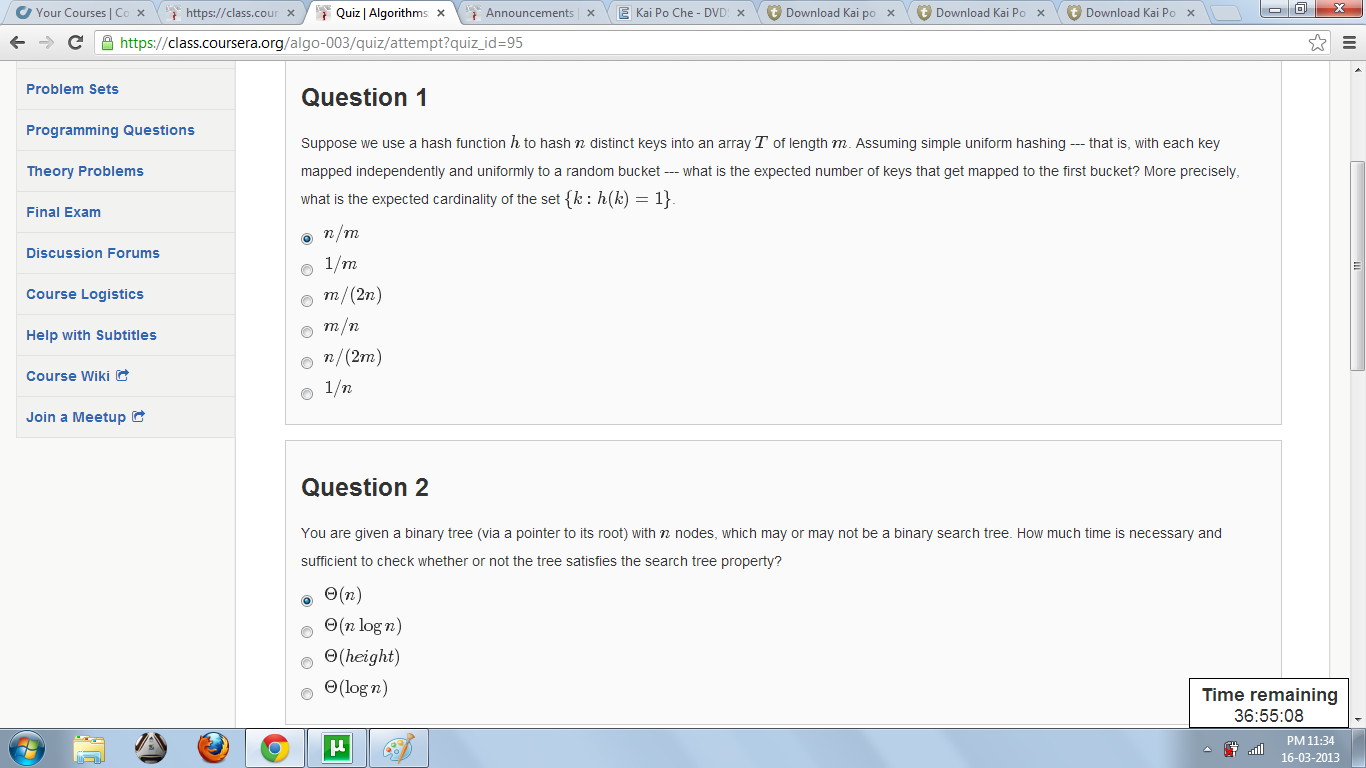 Your Courses | Co
https://class.cour
Quiz | Algorithms
Announcements |
Kai Po Che - DVDS
Download Kai po
Download Kai Po
Download Kai Po
https://class.coursera.org/algo-003/quiz/attempt?quiz_id=95
Problem Sets
Programming Questions
Theory Problems
Final Exam
Discussion Forums
Course Logistics
Help with Subtitles
Course Wiki
Join a Meetup
Question 1
Suppose we use a hash function h to hash n distinct keys into an array T of length m. Assuming simple uniform hashing --- that is, with each key
mapped independently and uniformly to a random bucket --- what is the expected number of keys that get mapped to the first bucket? More precisely,
what is the expected cardinality of the set {k : h(k) = 1}.
n/m
1/m
m/(2n)
m/n
n/(2m)
1/n
Question 2
You are given a binary tree (via a pointer to its root) with n nodes, which may or may not be a binary search tree. How much time is necessary and
sufficient to check whether or not the tree satisfies the search tree property?
Θ(n)
Θ(n log n)
Θ(height)
Θ(log n)
Time remaining
36:55:08
PM 11:34
16-03-2013